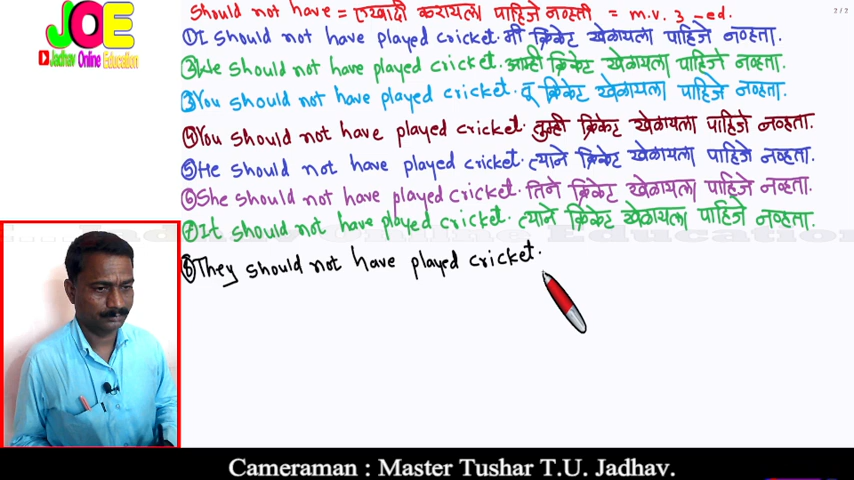 should not have = एखादी करायला पाहिजे नव्हती = m.v. 3 -ed.
2/2
JOE
Jadhav Online Education
①I should not have played cricket. मी क्रिकेट खेळायला पाहिजे नव्हता.
②We should not have played cricket. आम्ही क्रिकेट खेळायला पाहिजे नव्हता.
③You should not have played cricket. तू क्रिकेट खेळायला पाहिजे नव्हता.
④You should not have played cricket. तुम्ही क्रिकेट खेळायला पाहिजे नव्हता.
⑤He should not have played cricket. त्याने क्रिकेट खेळायला पाहिजे नव्हता.
⑥She should not have played cricket. तिने क्रिकेट खेळायला पाहिजे नव्हता.
⑦It should not have played cricket. त्याने क्रिकेट खेळायला पाहिजे नव्हता.
⑧They should not have played cricket.
Cameraman : Master Tushar T.U. Jadhav.